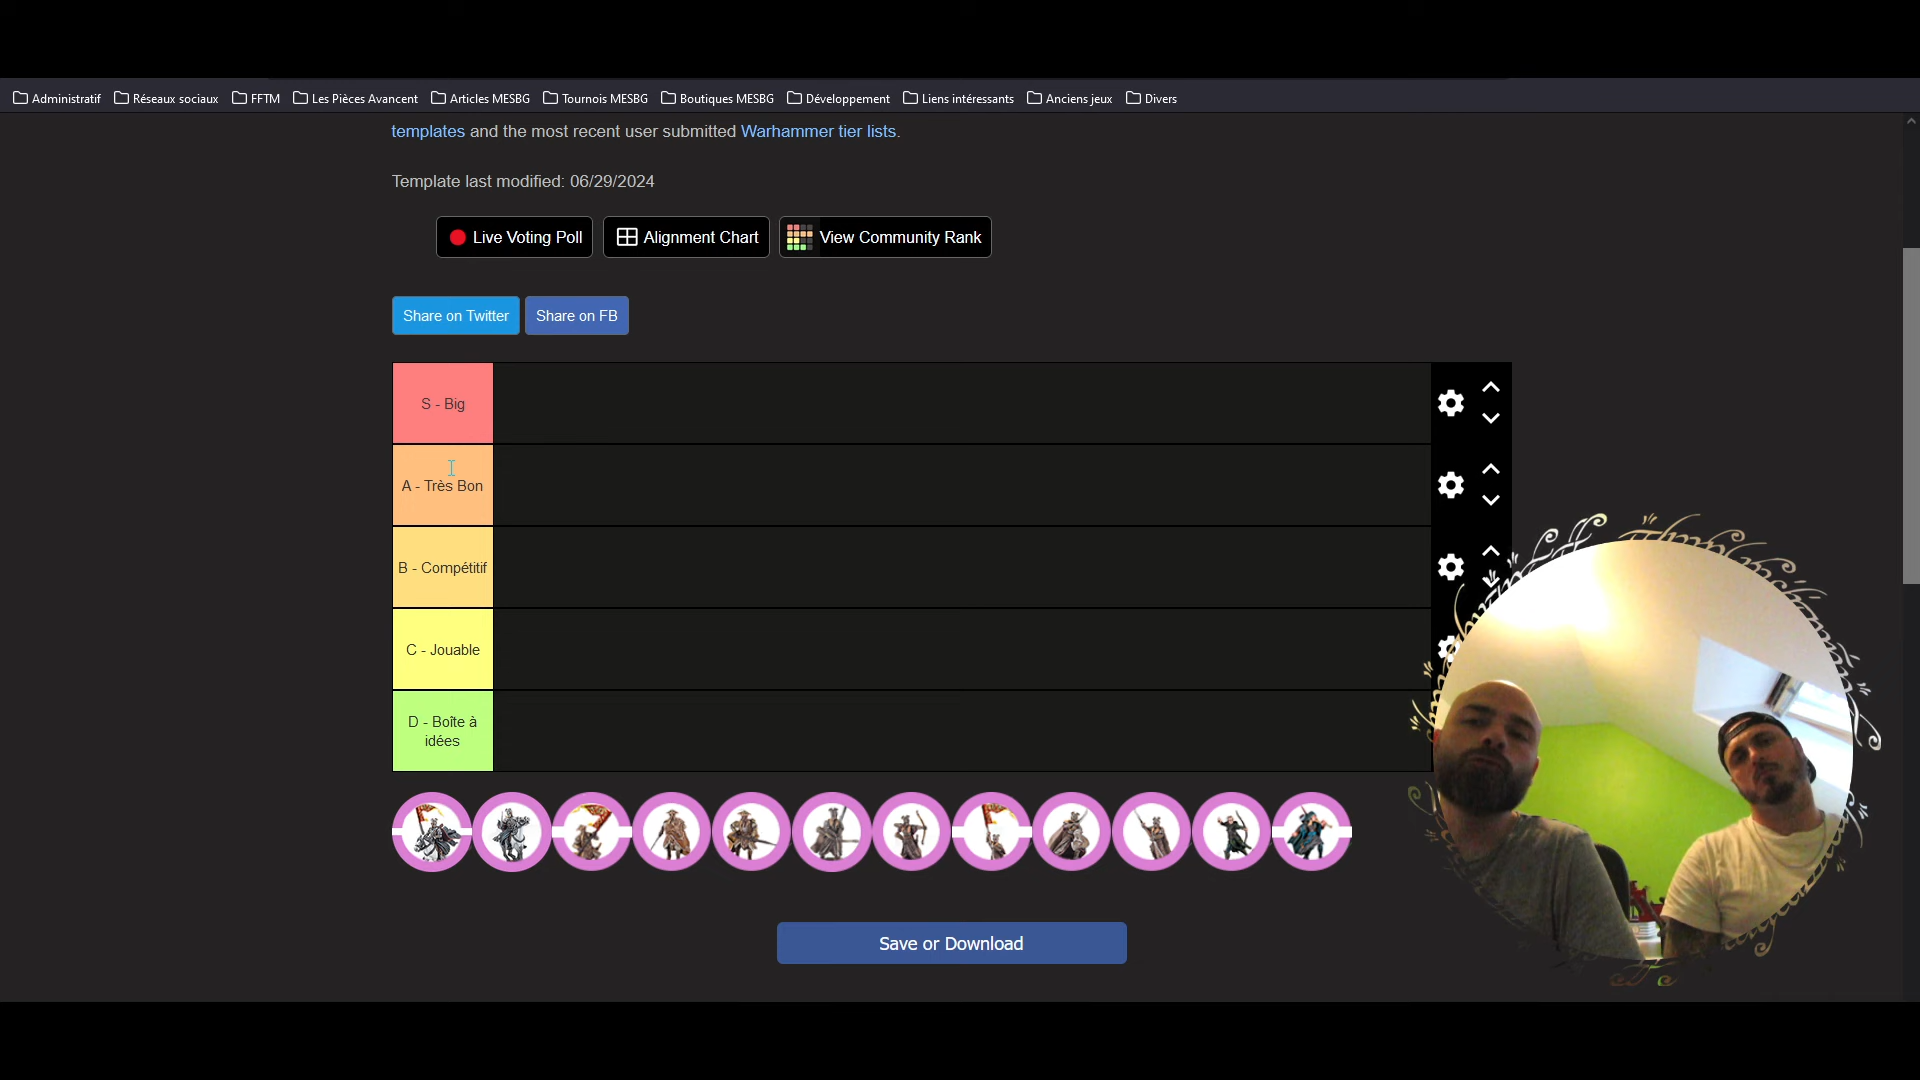 Administratif Réseaux sociaux FFTM Les Pièces Avancent Articles MESBG Tournois MESBG Boutiques MESBG Développement Liens intéressants Anciens jeux Divers
templates and the most recent user submitted Warhammer tier lists.
Template last modified: 06/29/2024
Live Voting Poll Alignment Chart View Community Rank
Share on Twitter Share on FB
S - Big
A - Très Bon
B - Compétitif
C - Jouable
D - Boîte à
idées
Save or Download